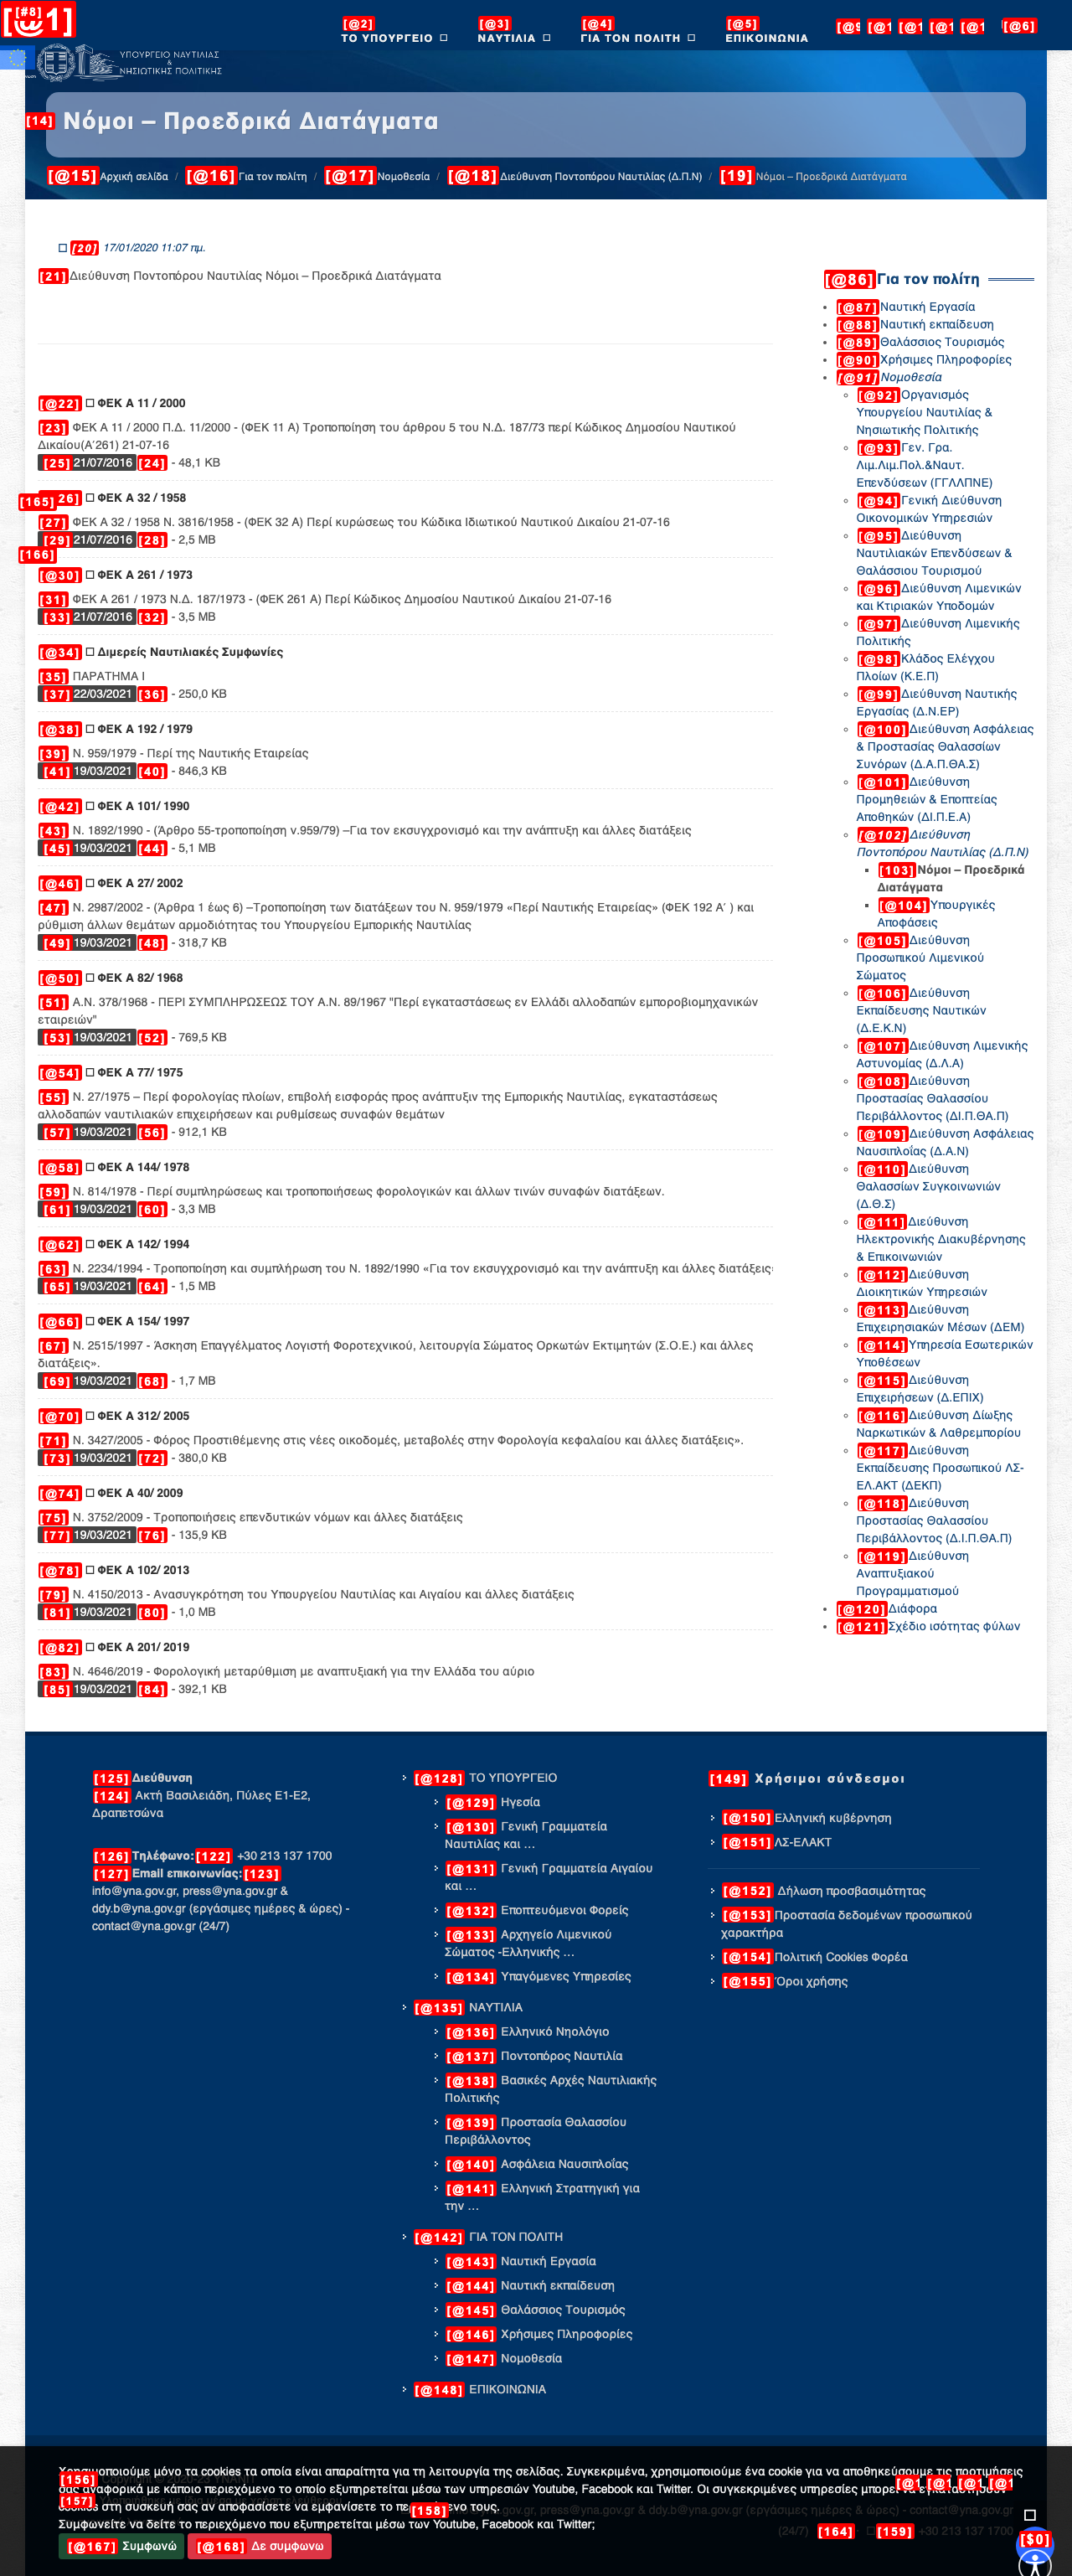 [#8] [@1]
[@2] ΤΟ ΥΠΟΥΡΓΕΙΟ
[@3] ΝΑΥΤΙΛΙΑ
[@4] ΓΙΑ ΤΟΝ ΠΟΛΙΤΗ
[@5] ΕΠΙΚΟΙΝΩΝΙΑ
[@9 [@1 [@1 [@1 [@1 [@6]
ΥΠΟΥΡΓΕΙΟ ΝΑΥΤΙΛΙΑΣ
& ΝΗΣΙΩΤΙΚΗΣ ΠΟΛΙΤΙΚΗΣ
[14] Νόμοι – Προεδρικά Διατάγματα
[@15]Αρχική σελίδα / [@16]Για τον πολίτη / [@17]Νομοθεσία / [@18]Διεύθυνση Ποντοπόρου Ναυτιλίας (Δ.Π.Ν) / [19]Νόμοι – Προεδρικά Διατάγματα
[20] 17/01/2020 11:07 πμ.
[21]Διεύθυνση Ποντοπόρου Ναυτιλίας Νόμοι – Προεδρικά Διατάγματα
[@22] ΦΕΚ Α 11 / 2000
[23] ΦΕΚ Α 11 / 2000 Π.Δ. 11/2000 - (ΦΕΚ 11 Α) Τροποποίηση του άρθρου 5 του Ν.Δ. 187/73 περί Κώδικος Δημοσίου Ναυτικού
Δικαίου(Α΄261) 21-07-16
[25] 21/07/2016 [24] - 48,1 KB
[165] 26] ΦΕΚ Α 32 / 1958
[27] ΦΕΚ Α 32 / 1958 Ν. 3816/1958 - (ΦΕΚ 32 Α) Περί κυρώσεως του Κώδικα Ιδιωτικού Ναυτικού Δικαίου 21-07-16
[29] 21/07/2016 [28] - 2,5 MB
[166]
[@30] ΦΕΚ Α 261 / 1973
[31] ΦΕΚ Α 261 / 1973 Ν.Δ. 187/1973 - (ΦΕΚ 261 Α) Περί Κώδικος Δημοσίου Ναυτικού Δικαίου 21-07-16
[33] 21/07/2016 [32] - 3,5 MB
[@34] Διμερείς Ναυτιλιακές Συμφωνίες
[35] ΠΑΡΑΤΗΜΑ Ι
[37] 22/03/2021 [36] - 250,0 KB
[@38] ΦΕΚ Α 192 / 1979
[39] Ν. 959/1979 - Περί της Ναυτικής Εταιρείας
[41] 19/03/2021 [40] - 846,3 KB
[@42] ΦΕΚ Α 101/ 1990
[43] Ν. 1892/1990 - (Άρθρο 55-τροποποίηση ν.959/79) –Για τον εκσυγχρονισμό και την ανάπτυξη και άλλες διατάξεις
[45] 19/03/2021 [44] - 5,1 MB
[@46] ΦΕΚ Α 27/ 2002
[47] Ν. 2987/2002 - (Άρθρα 1 έως 6) –Τροποποίηση των διατάξεων του Ν. 959/1979 «Περί Ναυτικής Εταιρείας» (ΦΕΚ 192 Α΄ ) και
ρύθμιση άλλων θεμάτων αρμοδιότητας του Υπουργείου Εμπορικής Ναυτιλίας
[49] 19/03/2021 [48] - 318,7 KB
[@50] ΦΕΚ Α 82/ 1968
[51] Α.Ν. 378/1968 - ΠΕΡΙ ΣΥΜΠΛΗΡΩΣΕΩΣ ΤΟΥ Α.Ν. 89/1967 "Περί εγκαταστάσεως εν Ελλάδι αλλοδαπών εμποροβιομηχανικών
εταιρειών"
[53] 19/03/2021 [52] - 769,5 KB
[@54] ΦΕΚ Α 77/ 1975
[55] Ν. 27/1975 – Περί φορολογίας πλοίων, επιβολή εισφοράς προς ανάπτυξιν της Εμπορικής Ναυτιλίας, εγκαταστάσεως
αλλοδαπών ναυτιλιακών επιχειρήσεων και ρυθμίσεως συναφών θεμάτων
[57] 19/03/2021 [56] - 912,1 KB
[@58] ΦΕΚ Α 144/ 1978
[59] Ν. 814/1978 - Περί συμπληρώσεως και τροποποιήσεως φορολογικών και άλλων τινών συναφών διατάξεων.
[61] 19/03/2021 [60] - 3,3 MB
[@62] ΦΕΚ Α 142/ 1994
[63] Ν. 2234/1994 - Τροποποίηση και συμπλήρωση του Ν. 1892/1990 «Για τον εκσυγχρονισμό και την ανάπτυξη και άλλες διατάξεις»
[65] 19/03/2021 [64] - 1,5 MB
[@66] ΦΕΚ Α 154/ 1997
[67] Ν. 2515/1997 - Άσκηση Επαγγέλματος Λογιστή Φοροτεχνικού, λειτουργία Σώματος Ορκωτών Εκτιμητών (Σ.Ο.Ε.) και άλλες
διατάξεις».
[69] 19/03/2021 [68] - 1,7 MB
[@70] ΦΕΚ Α 312/ 2005
[71] Ν. 3427/2005 - Φόρος Προστιθέμενης στις νέες οικοδομές, μεταβολές στην Φορολογία κεφαλαίου και άλλες διατάξεις».
[73] 19/03/2021 [72] - 380,0 KB
[@74] ΦΕΚ Α 40/ 2009
[75] Ν. 3752/2009 - Τροποποιήσεις επενδυτικών νόμων και άλλες διατάξεις
[77] 19/03/2021 [76] - 135,9 KB
[@78] ΦΕΚ Α 102/ 2013
[79] Ν. 4150/2013 - Ανασυγκρότηση του Υπουργείου Ναυτιλίας και Αιγαίου και άλλες διατάξεις
[81] 19/03/2021 [80] - 1,0 MB
[@82] ΦΕΚ Α 201/ 2019
[83] Ν. 4646/2019 - Φορολογική μεταρύθμιση με αναπτυξιακή για την Ελλάδα του αύριο
[85] 19/03/2021 [84] - 392,1 KB
[@86]Για τον πολίτη
[@87]Ναυτική Εργασία
[@88]Ναυτική εκπαίδευση
[@89]Θαλάσσιος Τουρισμός
[@90]Χρήσιμες Πληροφορίες
[@91]Νομοθεσία
[@92]Οργανισμός
Υπουργείου Ναυτιλίας &
Νησιωτικής Πολιτικής
[@93]Γεν. Γρα.
Λιμ.Λιμ.Πολ.&Ναυτ.
Επενδύσεων (ΓΓΛΛΠΝΕ)
[@94]Γενική Διεύθυνση
Οικονομικών Υπηρεσιών
[@95]Διεύθυνση
Ναυτιλιακών Επενδύσεων &
Θαλάσσιου Τουρισμού
[@96]Διεύθυνση Λιμενικών
και Κτιριακών Υποδομών
[@97]Διεύθυνση Λιμενικής
Πολιτικής
[@98]Κλάδος Ελέγχου
Πλοίων (Κ.Ε.Π)
[@99]Διεύθυνση Ναυτικής
Εργασίας (Δ.Ν.ΕΡ)
[@100]Διεύθυνση Ασφάλειας
& Προστασίας Θαλασσίων
Συνόρων (Δ.Α.Π.ΘΑ.Σ)
[@101]Διεύθυνση
Προμηθειών & Εποπτείας
Αποθηκών (ΔΙ.Π.Ε.Α)
[@102]Διεύθυνση
Ποντοπόρου Ναυτιλίας (Δ.Π.Ν)
[103]Νόμοι – Προεδρικά
Διατάγματα
[@104]Υπουργικές
Αποφάσεις
[@105]Διεύθυνση
Προσωπικού Λιμενικού
Σώματος
[@106]Διεύθυνση
Εκπαίδευσης Ναυτικών
(Δ.Ε.Κ.Ν)
[@107]Διεύθυνση Λιμενικής
Αστυνομίας (Δ.Λ.Α)
[@108]Διεύθυνση
Προστασίας Θαλασσίου
Περιβάλλοντος (ΔΙ.Π.ΘΑ.Π)
[@109]Διεύθυνση Ασφάλειας
Ναυσιπλοΐας (Δ.Α.Ν)
[@110]Διεύθυνση
Θαλασσίων Συγκοινωνιών
(Δ.Θ.Σ)
[@111]Διεύθυνση
Ηλεκτρονικής Διακυβέρνησης
& Επικοινωνιών
[@112]Διεύθυνση
Διοικητικών Υπηρεσιών
[@113]Διεύθυνση
Επιχειρησιακών Μέσων (ΔΕΜ)
[@114]Υπηρεσία Εσωτερικών
Υποθέσεων
[@115]Διεύθυνση
Επιχειρήσεων (Δ.ΕΠΙΧ)
[@116]Διεύθυνση Δίωξης
Ναρκωτικών & Λαθρεμπορίου
[@117]Διεύθυνση
Εκπαίδευσης Προσωπικού ΛΣ-
ΕΛ.ΑΚΤ (ΔΕΚΠ)
[@118]Διεύθυνση
Προστασίας Θαλασσίου
Περιβάλλοντος (Δ.Ι.Π.ΘΑ.Π)
[@119]Διεύθυνση
Αναπτυξιακού
Προγραμματισμού
[@120]Διάφορα
[@121]Σχέδιο ισότητας φύλων
[125]Διεύθυνση
[124] Ακτή Βασιλειάδη, Πύλες Ε1-Ε2,
Δραπετσώνα
[126]Τηλέφωνο:[122] +30 213 137 1700
[127]Email επικοινωνίας:[123]
info@yna.gov.gr, press@yna.gov.gr &
ddy.b@yna.gov.gr (εργάσιμες ημέρες & ώρες) -
contact@yna.gov.gr (24/7)
[@128] ΤΟ ΥΠΟΥΡΓΕΙΟ
[@129] Ηγεσία
[@130] Γενική Γραμματεία
Ναυτιλίας και …
[@131] Γενική Γραμματεία Αιγαίου
και …
[@132] Εποπτευόμενοι Φορείς
[@133] Αρχηγείο Λιμενικού
Σώματος -Ελληνικής …
[@134] Υπαγόμενες Υπηρεσίες
[@135] ΝΑΥΤΙΛΙΑ
[@136] Ελληνικό Νηολόγιο
[@137] Ποντοπόρος Ναυτιλία
[@138] Βασικές Αρχές Ναυτιλιακής
Πολιτικής
[@139] Προστασία Θαλασσίου
Περιβάλλοντος
[@140] Ασφάλεια Ναυσιπλοΐας
[@141] Ελληνική Στρατηγική για
την …
[@142] ΓΙΑ ΤΟΝ ΠΟΛΙΤΗ
[@143] Ναυτική Εργασία
[@144] Ναυτική εκπαίδευση
[@145] Θαλάσσιος Τουρισμός
[@146] Χρήσιμες Πληροφορίες
[@147] Νομοθεσία
[@148] ΕΠΙΚΟΙΝΩΝΙΑ
[149] Χρήσιμοι σύνδεσμοι
[@150]Ελληνική κυβέρνηση
[@151]ΛΣ-ΕΛΑΚΤ
[@152] Δήλωση προσβασιμότητας
[@153]Προστασία δεδομένων προσωπικού
χαρακτήρα
[@154]Πολιτική Cookies Φορέα
[@155]Όροι χρήσης
Χρησιμοποιούμε μόνο τα cookies τα οποία είναι απαραίτητα για τη λειτουργία της σελίδας. Συγκεκριμένα, χρησιμοποιούμε ένα cookie για να αποθηκεύσουμε τις προτιμήσεις
[156]
σας αναφορικά με κάποιο περιεχόμενο το οποίο εξυπηρετείται μέσω των υπηρεσιών Youtube, Facebook και Twitter. Οι συγκεκριμένες υπηρεσίες μπορεί να εγκαταστήσουν
[@1 [@1 [@1 [@1
[157]
cookies στη συσκευή σας αν αποφασίσετε να εμφανίσετε το περιεχόμενο τους.
[158] press@yna.gov.gr & ddy.b@yna.gov.gr (εργάσιμες ημέρες & ώρες) - contact@yna.gov.gr
Συμφωνείτε να δείτε το περιεχόμενο που εξυπηρετείται μέσω των Youtube, Facebook και Twitter;
(24/7) [164] [159] +30 213 137 1700
[@167] Συμφωνώ [@168] Δε συμφωνω
[$0]